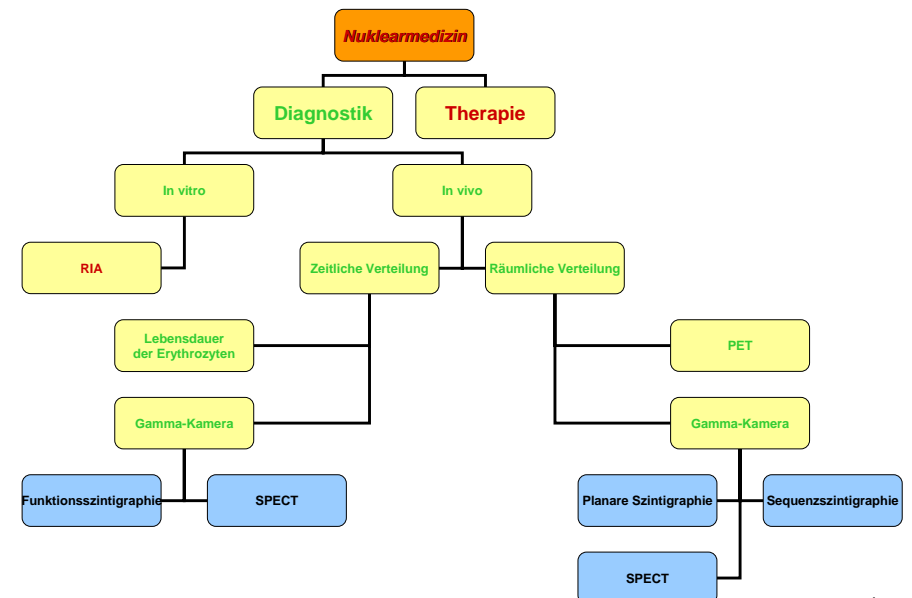 Nuklearmedizin
Diagnostik
Therapie
In vitro
In vivo
RIA
Zeitliche Verteilung
Räumliche Verteilung
Lebensdauer
der Erythrozyten
PET
Gamma-Kamera
Gamma-Kamera
Funktionsszintigraphie
SPECT
Planare Szintigraphie
Sequenzszintigraphie
SPECT